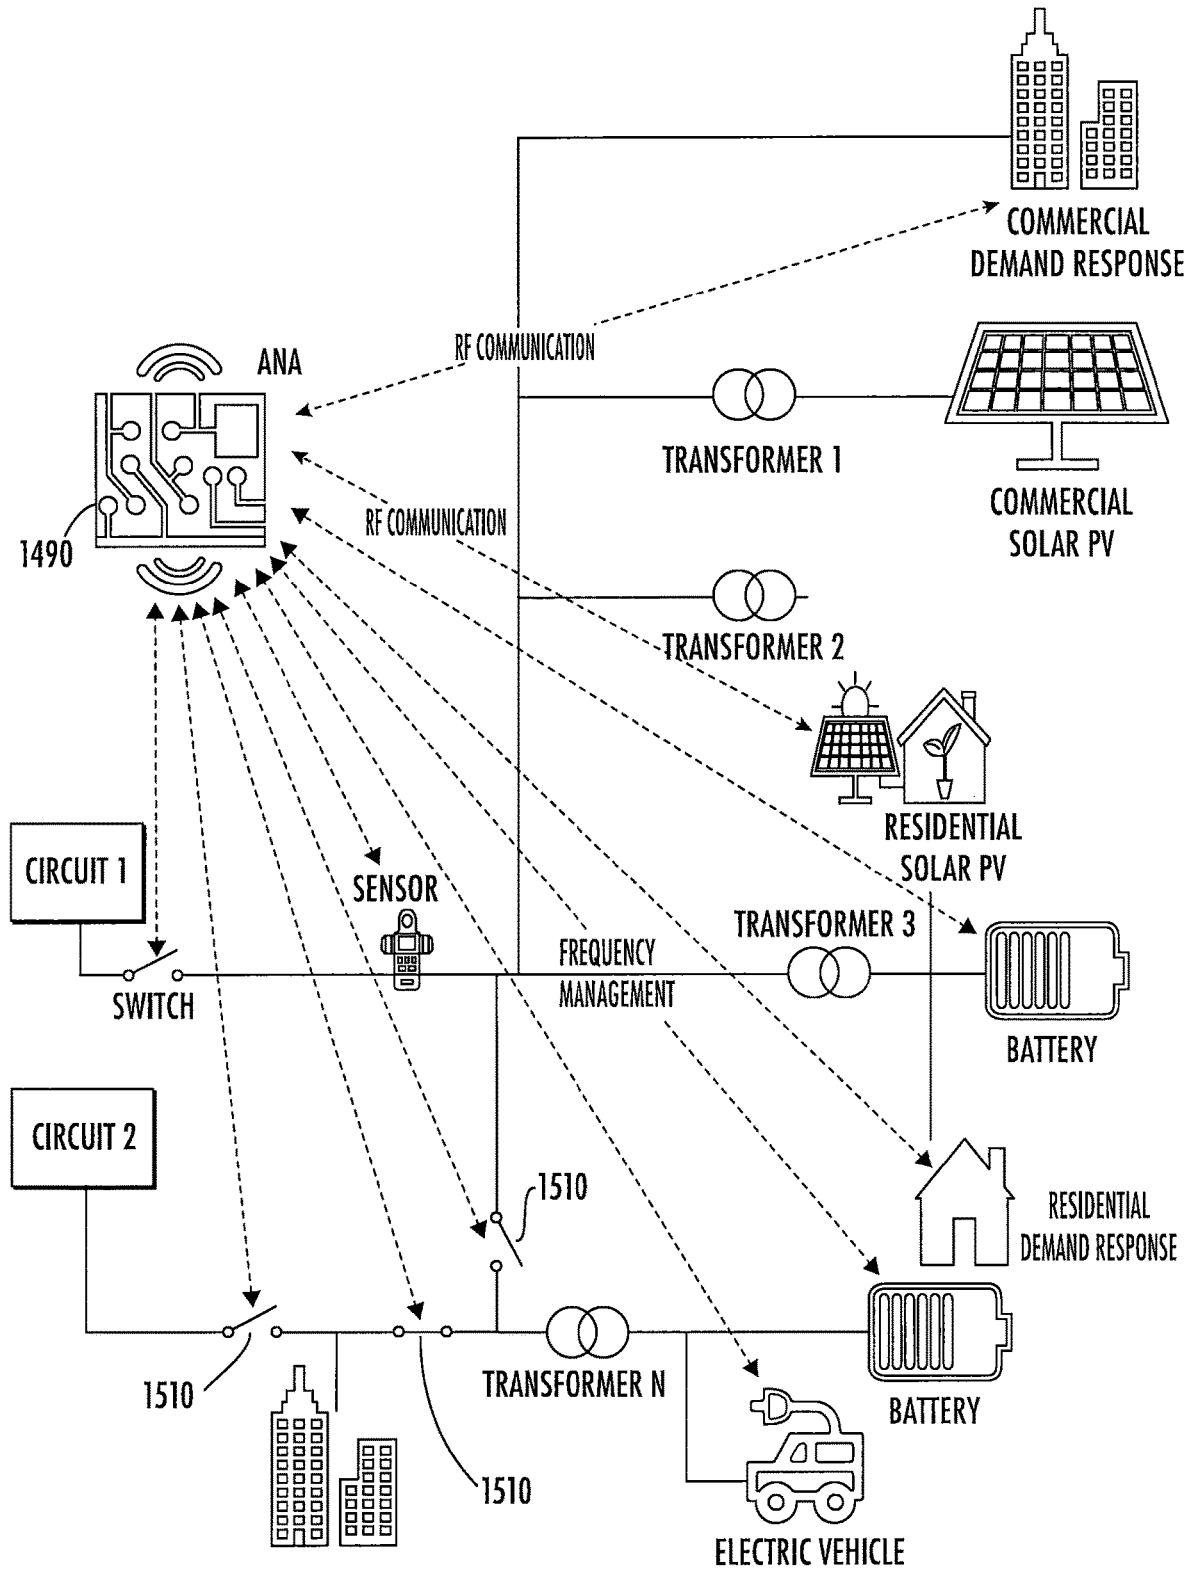 COMMERCIAL
DEMAND RESPONSE
RF COMMUNICATION
ANA
TRANSFORMER 1
COMMERCIAL
SOLAR PV
1490
RF COMMUNICATION
TRANSFORMER 2
RESIDENTIAL
SOLAR PV
CIRCUIT 1
SENSOR
TRANSFORMER 3
FREQUENCY
MANAGEMENT
SWITCH
BATTERY
CIRCUIT 2
1510
RESIDENTIAL
DEMAND RESPONSE
1510
TRANSFORMER N
BATTERY
1510
ELECTRIC VEHICLE